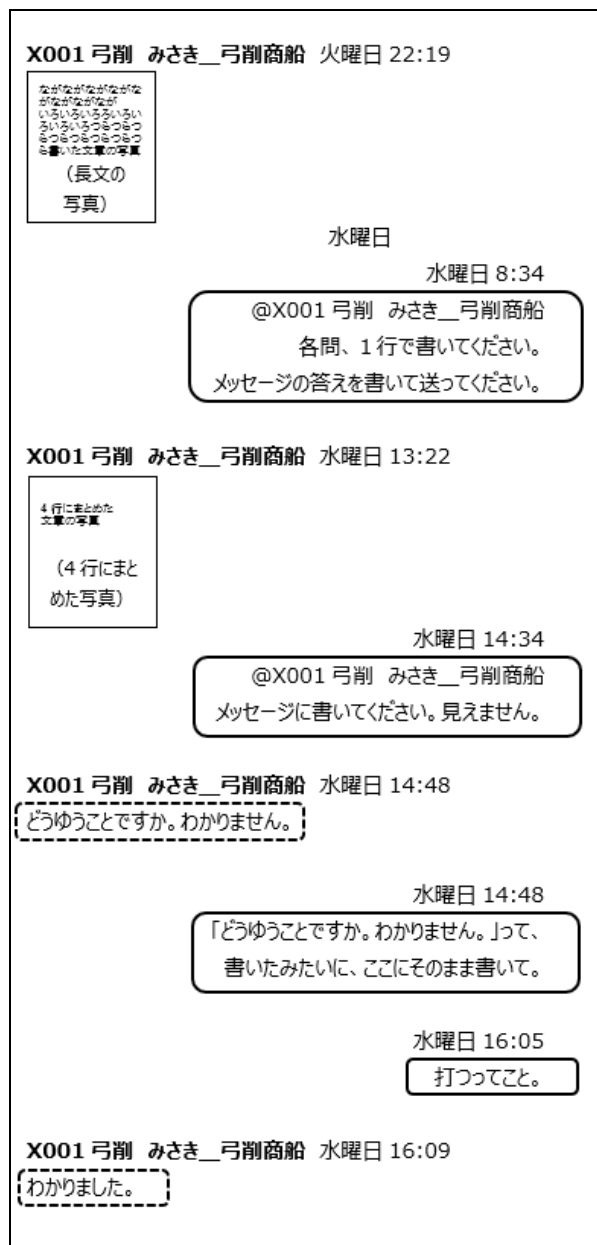 X001 弓削 みさき__弓削商船 火曜日 22:19
ながながながながな
がながながなが
いろいろいろろいろい
ろいろいろつらつらつ
らつらつらつらつらつ
ら書いた文章の写真
（長文の
写真）
水曜日
水曜日 8:34
@X001 弓削 みさき__弓削商船
各問、1行で書いてください。
メッセージの答えを書いて送ってください。
X001 弓削 みさき__弓削商船 水曜日 13:22
4 行にまとめた
文章の写真
（4 行にまと
めた写真）
水曜日 14:34
@X001 弓削 みさき__弓削商船
メッセージに書いてください。見えません。
X001 弓削 みさき__弓削商船 水曜日 14:48
どうゆうことですか。わかりません。
水曜日 14:48
「どうゆうことですか。わかりません。」って、
書いたみたいに、ここにそのまま書いて。
水曜日 16:05
打つってこと。
X001 弓削 みさき__弓削商船 水曜日 16:09
わかりました。